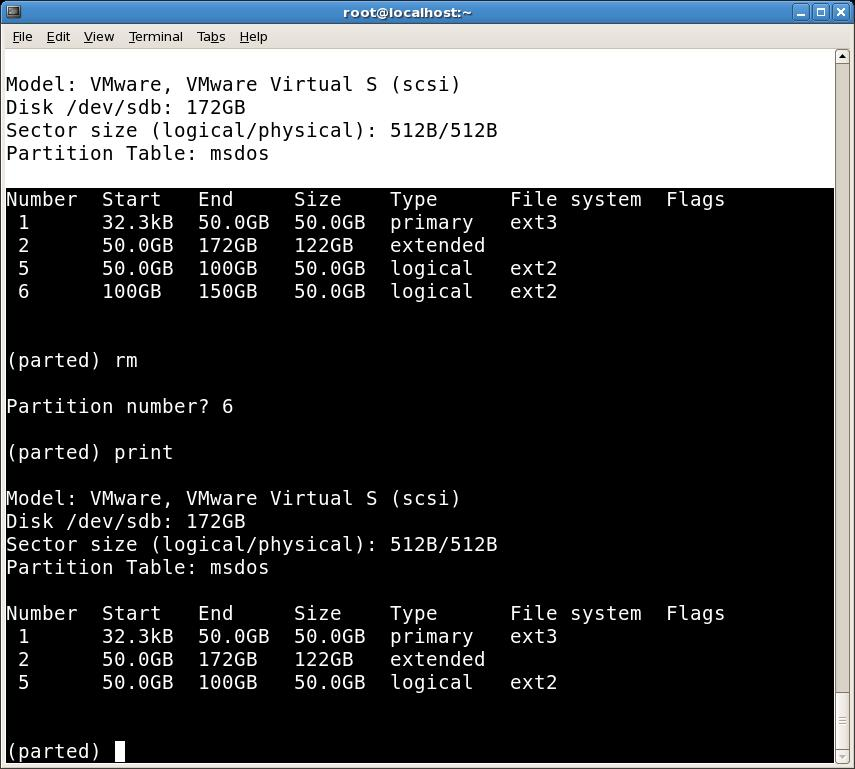 root@localhost:~
File Edit View Terminal Tabs Help
Model: VMware, VMware Virtual S (scsi)
Disk /dev/sdb: 172GB
Sector size (logical/physical): 512B/512B
Partition Table: msdos
Number  Start   End     Size    Type      File system  Flags
 1      32.3kB  50.0GB  50.0GB  primary   ext3
 2      50.0GB  172GB   122GB   extended
 5      50.0GB  100GB   50.0GB  logical   ext2
 6      100GB   150GB   50.0GB  logical   ext2
(parted) rm
Partition number? 6
(parted) print
Model: VMware, VMware Virtual S (scsi)
Disk /dev/sdb: 172GB
Sector size (logical/physical): 512B/512B
Partition Table: msdos
Number  Start   End     Size    Type      File system  Flags
 1      32.3kB  50.0GB  50.0GB  primary   ext3
 2      50.0GB  172GB   122GB   extended
 5      50.0GB  100GB   50.0GB  logical   ext2
(parted)